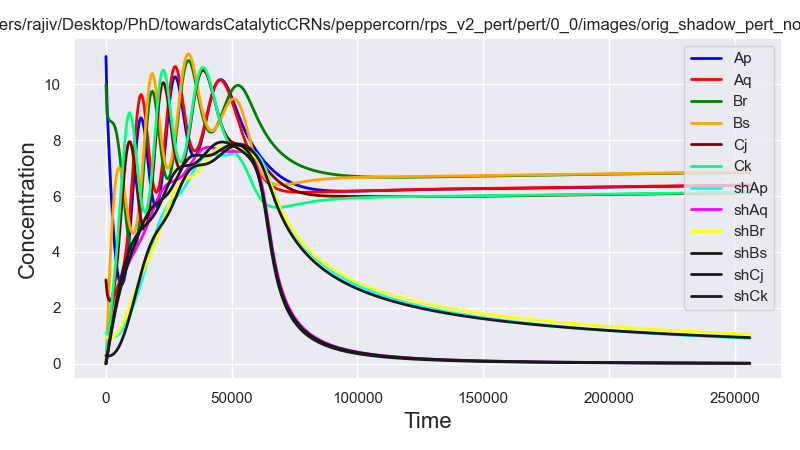 ers/rajiv/Desktop/PhD/towardsCatalyticCRNs/peppercorn/rps_v2_pert/pert/0_0/images/orig_shadow_pert_no
Concentration
10
8
6
4
2
0
0
50000
100000
150000
200000
250000
Time
Ap
Aq
Br
Bs
Cj
Ck
shAp
shAq
shBr
shBs
shCj
shCk